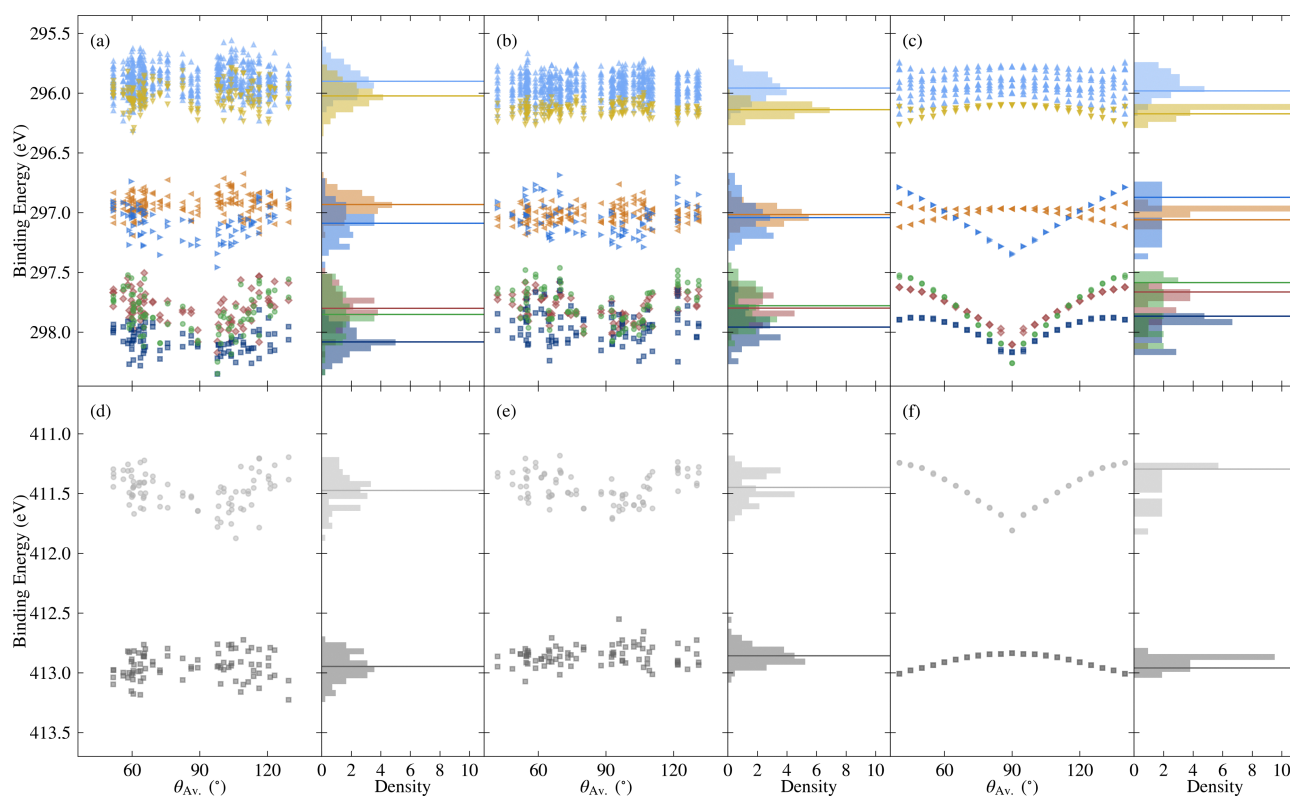 (a) (b) (c)
295.5
296.0
296.5
297.0
297.5
298.0
Binding Energy (eV)
(d) (e) (f)
411.0
411.5
412.0
412.5
413.0
413.5
Binding Energy (eV)
60 90 120 0 2 4 6 8 10 60 90 120 0 2 4 6 8 10 60 90 120 0 2 4 6 8 10
θAv. (°) Density θAv. (°) Density θAv. (°) Density